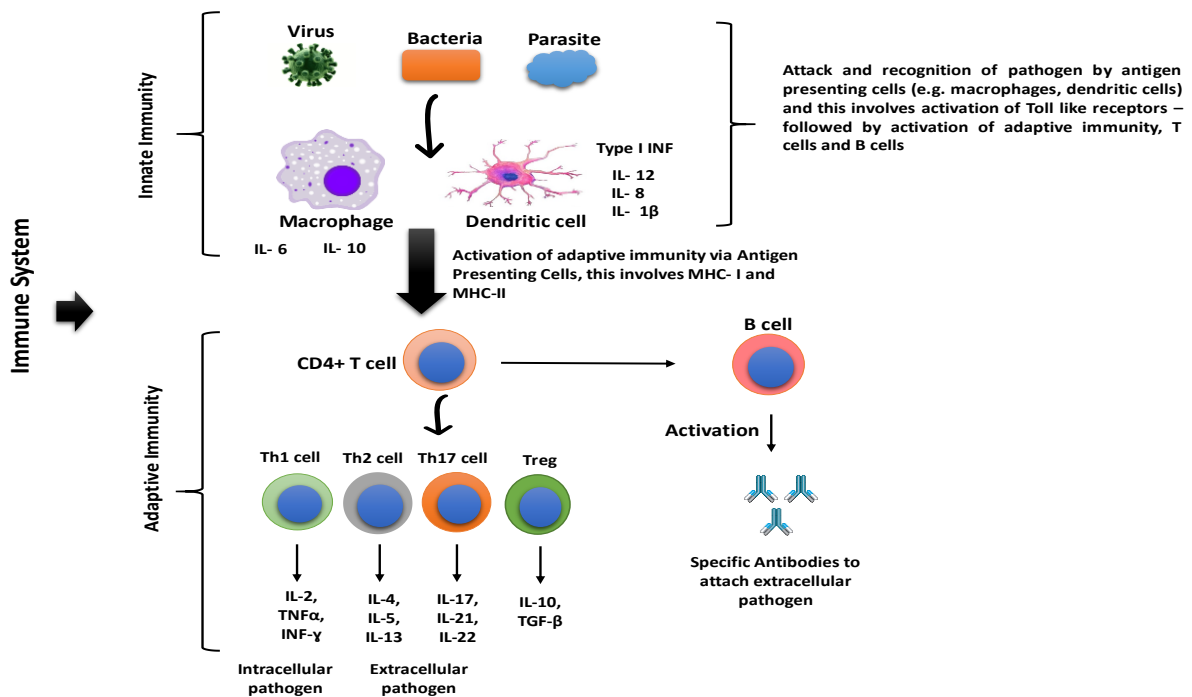 Immune System
Innate Immunity
Virus
Bacteria
Parasite
Macrophage
IL- 6
IL- 10
Dendritic cell
Type I INF
IL- 12
IL- 8
IL- 1β
Attack and recognition of pathogen by antigen
presenting cells (e.g. macrophages, dendritic cells)
and this involves activation of Toll like receptors –
followed by activation of adaptive immunity, T
cells and B cells
Activation of adaptive immunity via Antigen
Presenting Cells, this involves MHC- I and
MHC-II
Adaptive Immunity
CD4+ T cell
B cell
Activation
Specific Antibodies to
attach extracellular
pathogen
Th1 cell
Th2 cell
Th17 cell
Treg
IL-2,
TNFα,
INF-ɣ
IL-4,
IL-5,
IL-13
IL-17,
IL-21,
IL-22
IL-10,
TGF-β
Intracellular
pathogen
Extracellular
pathogen